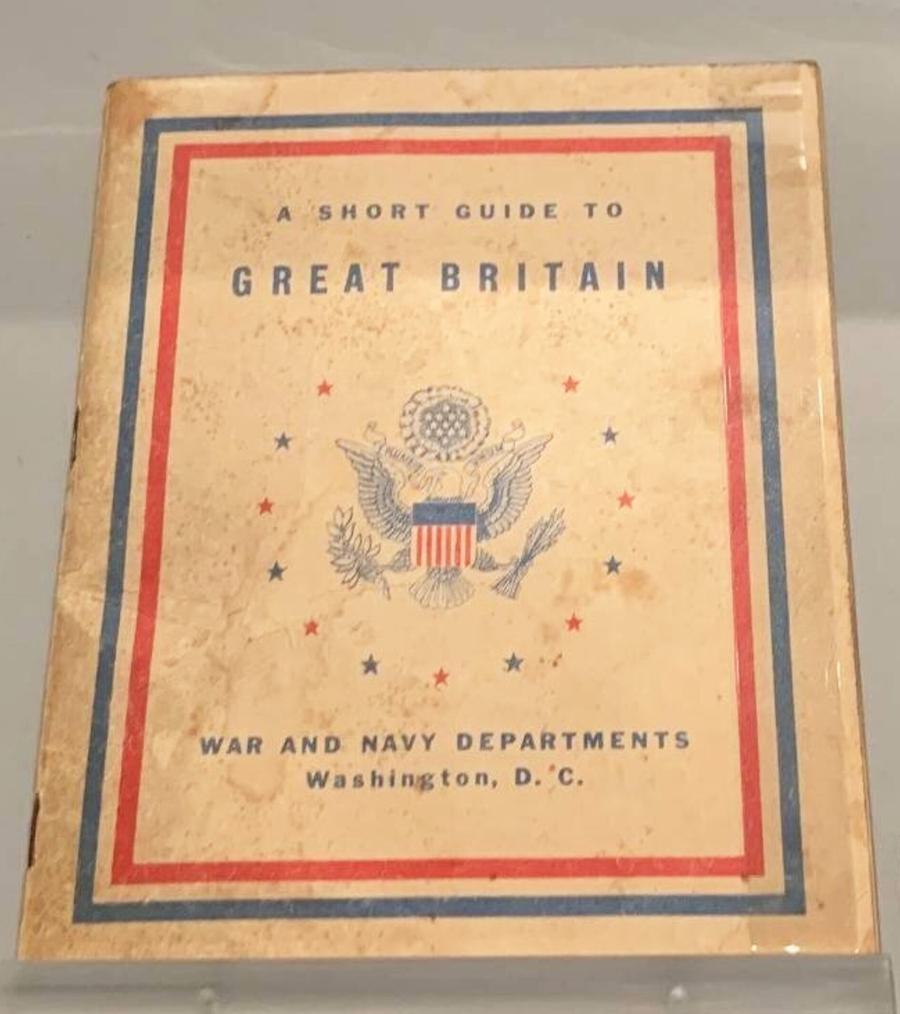 A SHORT GUIDE TO
GREAT BRITAIN
WAR AND NAVY DEPARTMENTS
Washington, D. C.